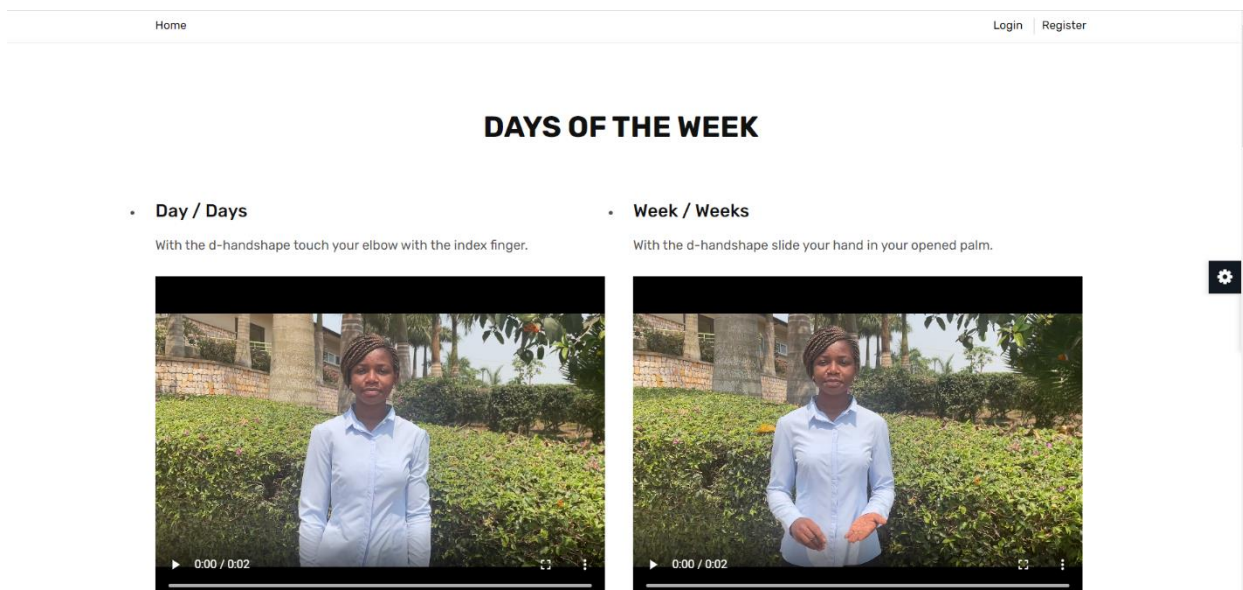 Home
Login Register
DAYS OF THE WEEK
Day / Days
With the d-handshape touch your elbow with the index finger.
0:00 / 0:02
Week / Weeks
With the d-handshape slide your hand in your opened palm.
0:00 / 0:02